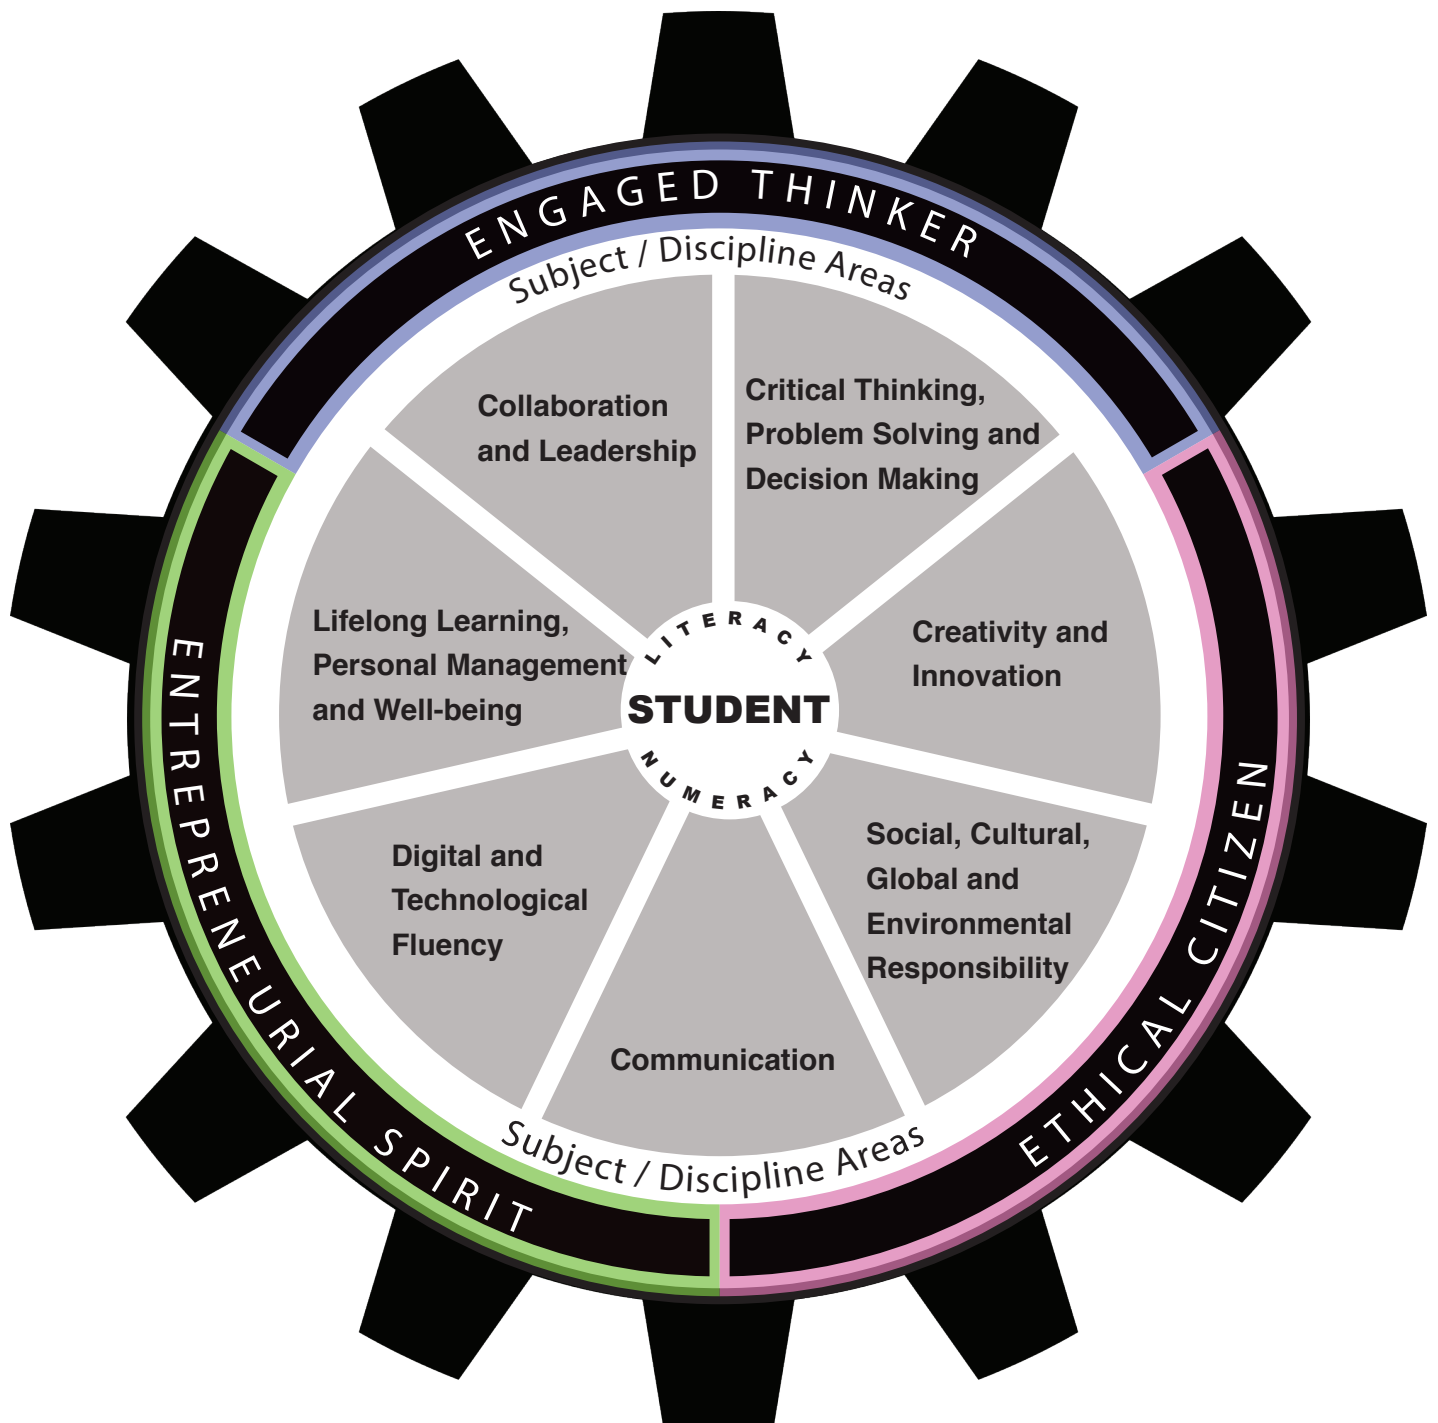 ENGAGED THINKER
Subject / Discipline Areas
Collaboration
and Leadership
Critical Thinking,
Problem Solving and
Decision Making
Lifelong Learning,
Personal Management
and Well-being
Creativity and
Innovation
LITERACY
STUDENT
NUMERACY
Digital and
Technological
Fluency
Social, Cultural,
Global and
Environmental
Responsibility
Communication
Subject / Discipline Areas
ENTREPRENEURIAL SPIRIT
ETHICAL CITIZEN